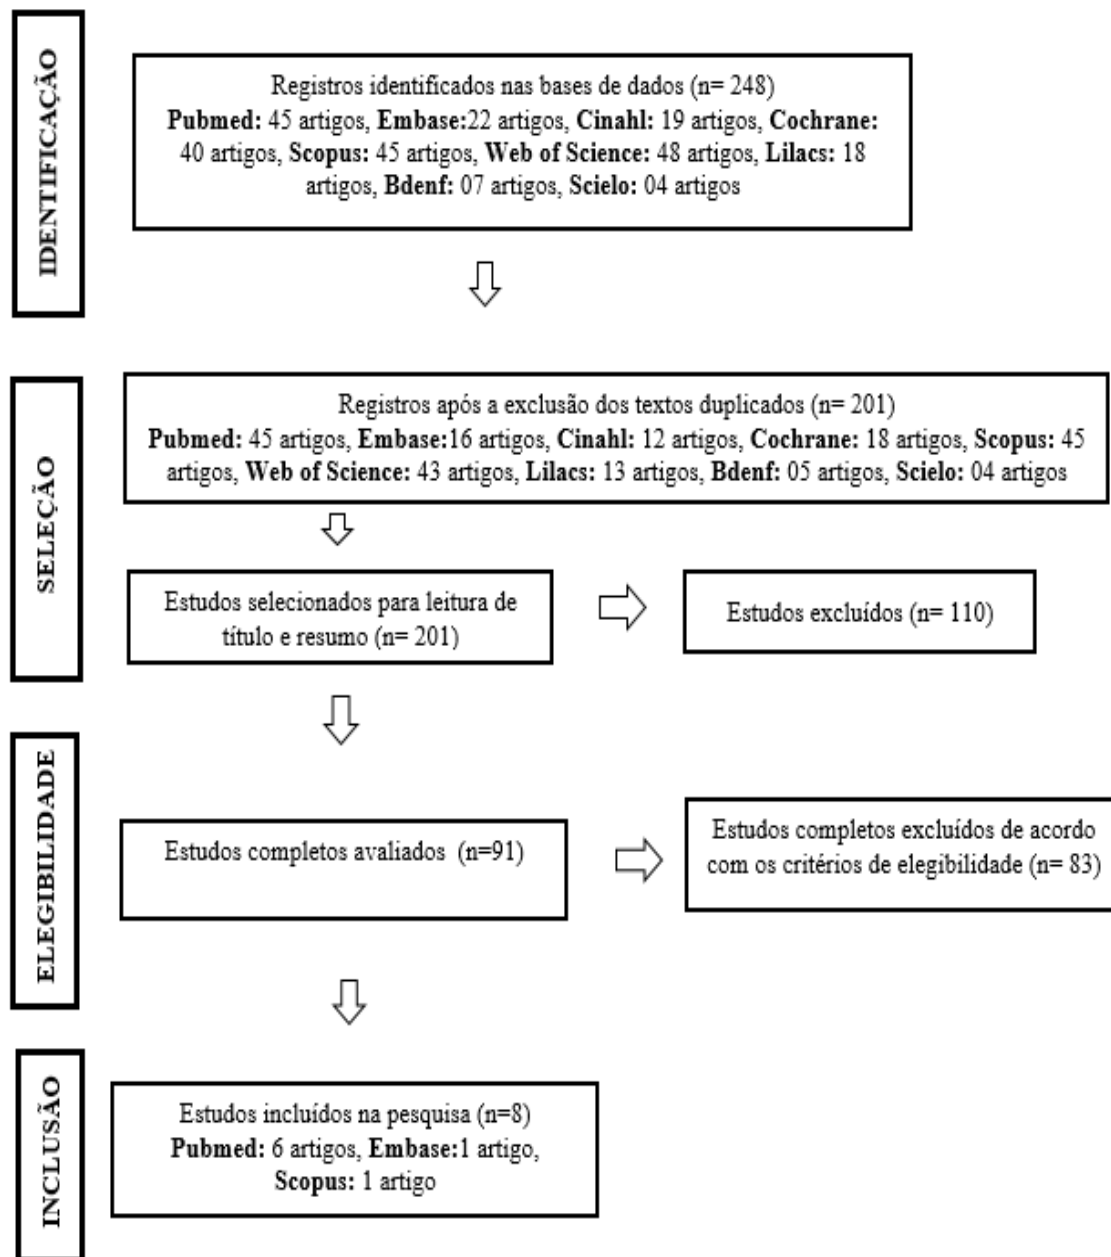 IDENTIFICAÇÃO
Registros identificados nas bases de dados (n= 248)
Pubmed: 45 artigos, Embase:22 artigos, Cinahl: 19 artigos, Cochrane:
40 artigos, Scopus: 45 artigos, Web of Science: 48 artigos, Lilacs: 18
artigos, Bdenf: 07 artigos, Scielo: 04 artigos
SELEÇÃO
Registros após a exclusão dos textos duplicados (n= 201)
Pubmed: 45 artigos, Embase:16 artigos, Cinahl: 12 artigos, Cochrane: 18 artigos, Scopus: 45
artigos, Web of Science: 43 artigos, Lilacs: 13 artigos, Bdenf: 05 artigos, Scielo: 04 artigos
Estudos selecionados para leitura de
título e resumo (n= 201)
Estudos excluídos (n= 110)
ELEGIBILIDADE
Estudos completos avaliados (n=91)
Estudos completos excluídos de acordo
com os critérios de elegibilidade (n= 83)
INCLUSÃO
Estudos incluídos na pesquisa (n=8)
Pubmed: 6 artigos, Embase:1 artigo,
Scopus: 1 artigo